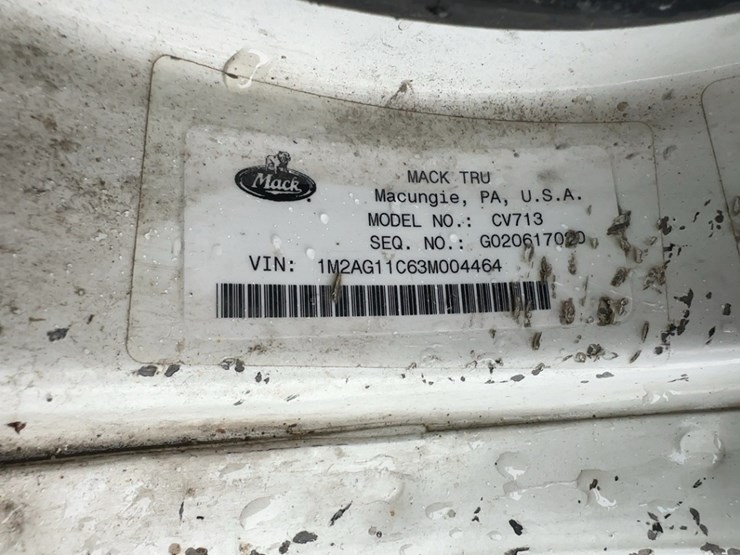 Mack
MACK TRU
Macungie, PA, U.S.A.
MODEL NO.: CV713
SEQ. NO.: G020617020
VIN: 1M2AG11C63M004464